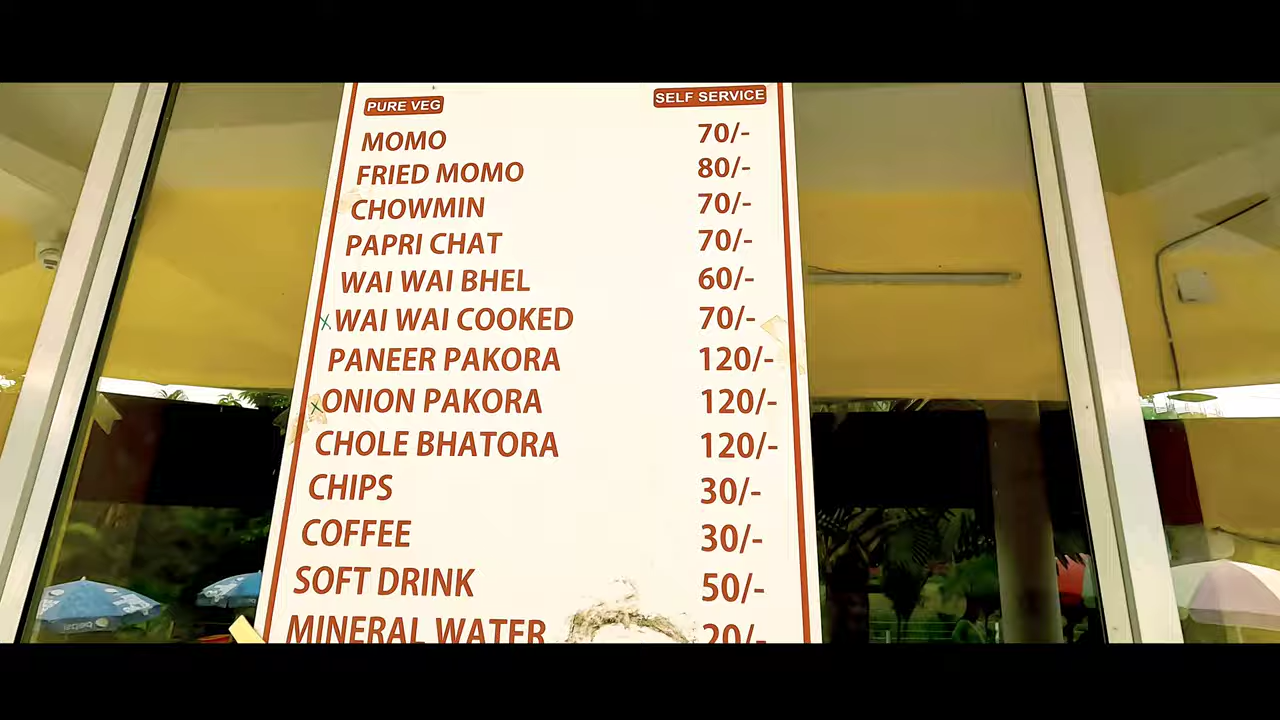 PURE VEG SELF SERVICE
MOMO 70/-
FRIED MOMO 80/-
CHOWMIN 70/-
PAPRI CHAT 70/-
WAI WAI BHEL 60/-
WAI WAI COOKED 70/-
PANEER PAKORA 120/-
ONION PAKORA 120/-
CHOLE BHATORA 120/-
CHIPS 30/-
COFFEE 30/-
SOFT DRINK 50/-
MINERAL WATER 20/-